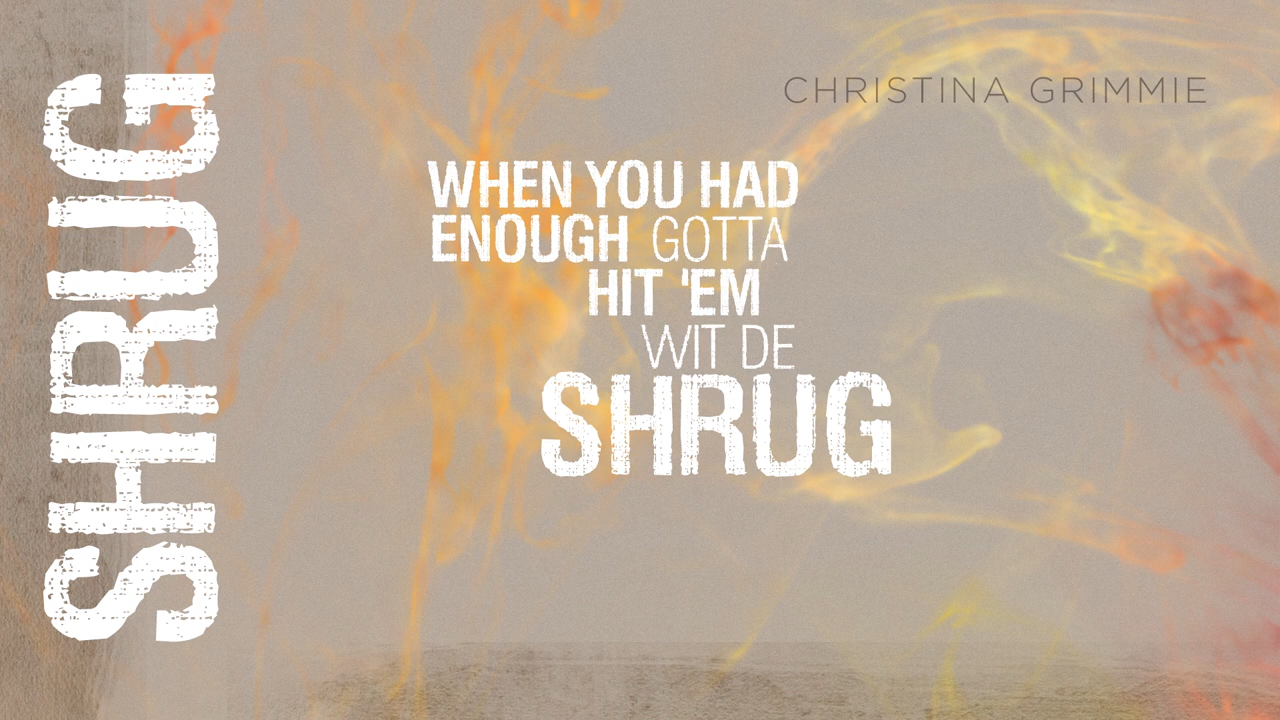 SHRUG
CHRISTINA GRIMMIE
WHEN YOU HAD
ENOUGH GOTTA
HIT ‘EM
WIT DE
SHRUG